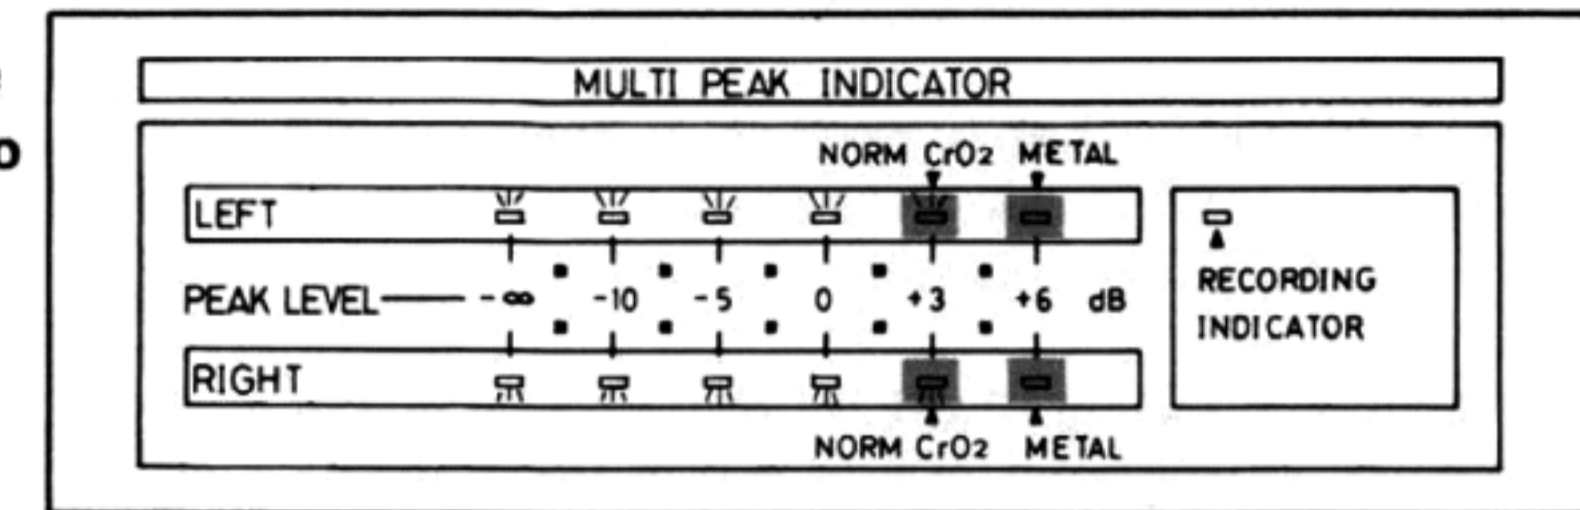 MULTI PEAK INDICATOR
NORM CrO2 METAL
LEFT
PEAK LEVEL -∞ -10 -5 0 +3 +6 dB
RIGHT
NORM CrO2 METAL
RECORDING
INDICATOR